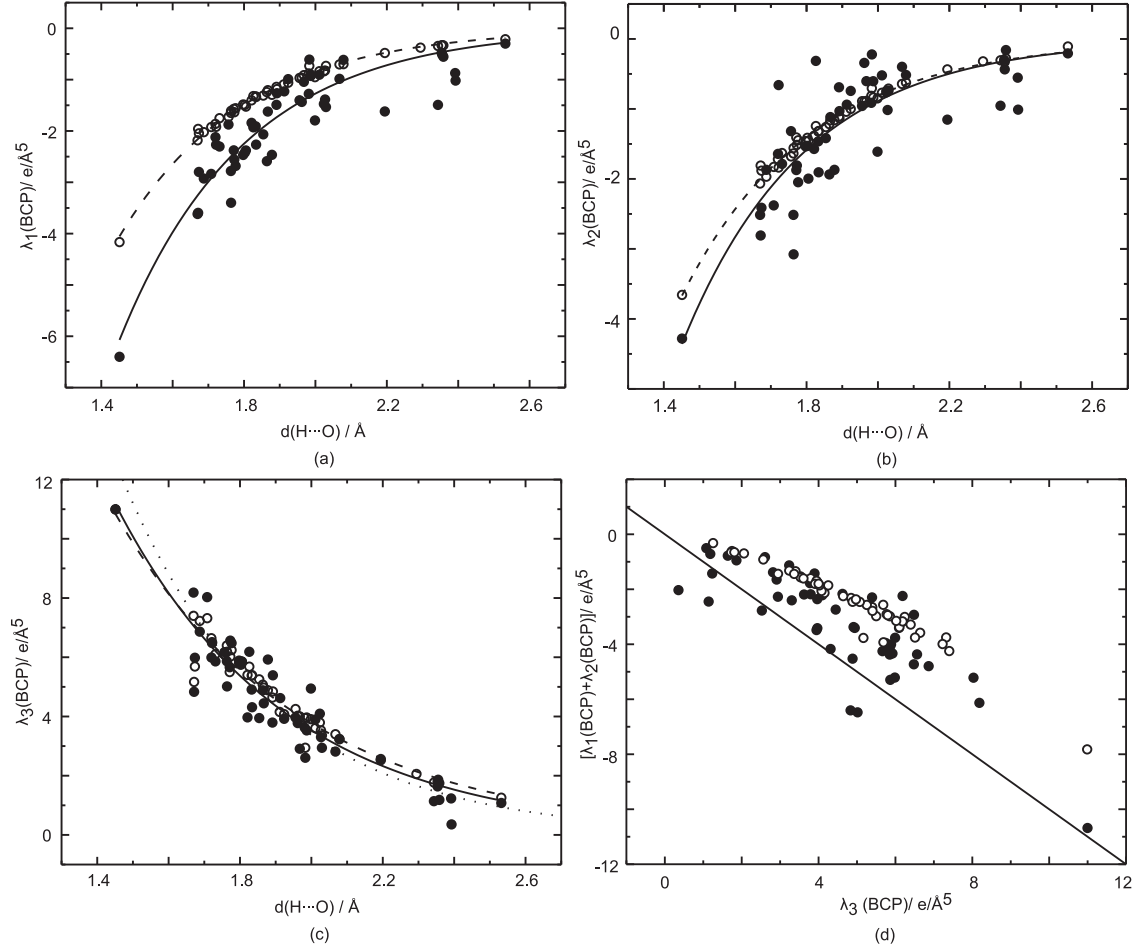 0
-2
-4
-6
λ₁(BCP)/ e/Å⁵
1.4 1.8 2.2 2.6
d(H···O) / Å
(a)
0
-2
-4
λ₂(BCP)/ e/Å⁵
1.4 1.8 2.2 2.6
d(H···O) / Å
(b)
12
8
4
0
λ₃(BCP)/ e/Å⁵
1.4 1.8 2.2 2.6
d(H···O) / Å
(c)
0
-4
-8
-12
[λ₁(BCP)+λ₂(BCP)]/ e/Å⁵
0 4 8 12
λ₃ (BCP)/ e/Å⁵
(d)